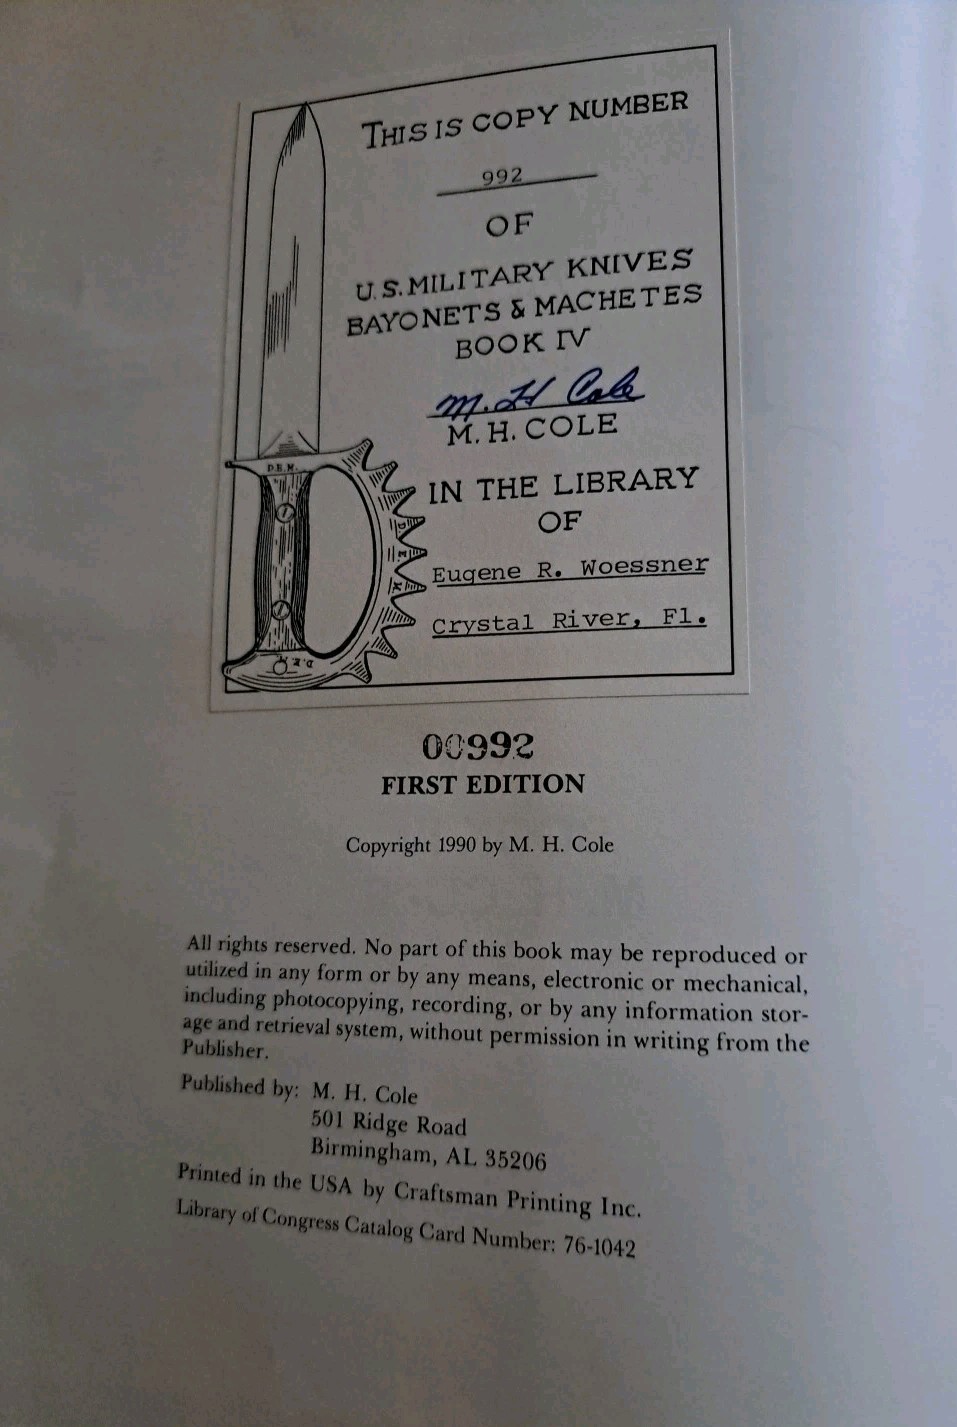 THIS IS COPY NUMBER
992
OF
U.S. MILITARY KNIVES
BAYONETS & MACHETES
BOOK IV
M. H Cole
M. H. COLE
IN THE LIBRARY
OF
Eugene R. Woessner
Crystal River, Fl.
D.E.H.
00992
FIRST EDITION
Copyright 1990 by M. H. Cole
All rights reserved. No part of this book may be reproduced or
utilized in any form or by any means, electronic or mechanical,
including photocopying, recording, or by any information stor-
age and retrieval system, without permission in writing from the
Publisher.
Published by: M. H. Cole
501 Ridge Road
Birmingham, AL 35206
Printed in the USA by Craftsman Printing Inc.
Library of Congress Catalog Card Number: 76-1042